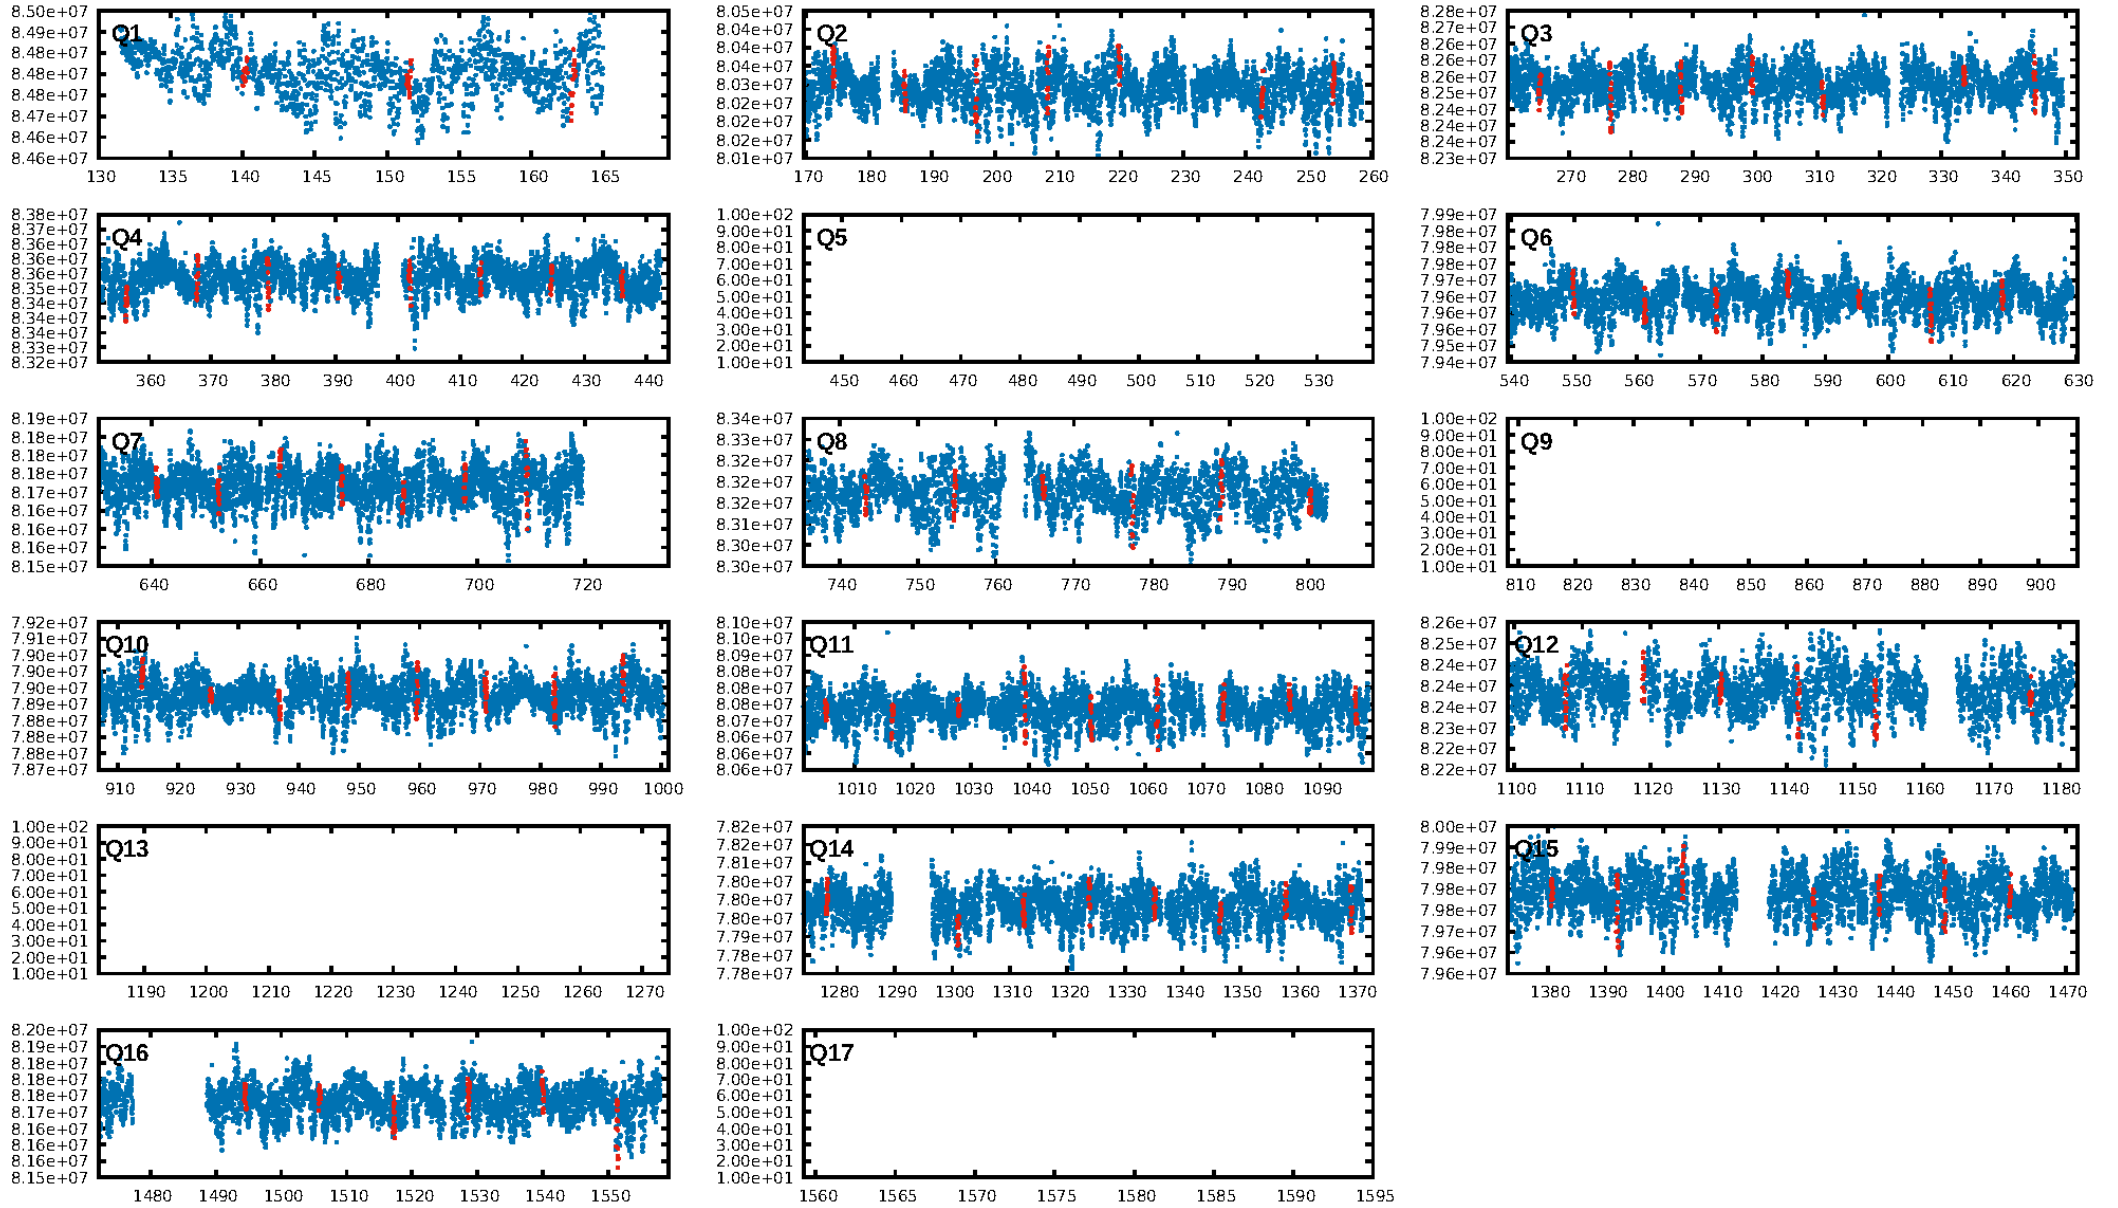 8.50e+07
8.49e+07
8.48e+07
8.48e+07
8.48e+07
8.47e+07
8.46e+07
8.46e+07
Q1
130 135 140 145 150 155 160 165
8.05e+07
8.04e+07
8.04e+07
8.03e+07
8.03e+07
8.02e+07
8.02e+07
8.02e+07
8.01e+07
Q2
170 180 190 200 210 220 230 240 250 260
8.28e+07
8.26e+07
8.26e+07
8.26e+07
8.26e+07
8.25e+07
8.24e+07
8.24e+07
8.24e+07
8.23e+07
Q3
270 280 290 300 310 320 330 340 350
8.38e+07
8.37e+07
8.36e+07
8.36e+07
8.36e+07
8.35e+07
8.34e+07
8.34e+07
8.34e+07
8.33e+07
8.32e+07
Q4
360 370 380 390 400 410 420 430 440
1.00e+02
9.00e+01
8.00e+01
7.00e+01
6.00e+01
5.00e+01
4.00e+01
3.00e+01
2.00e+01
1.00e+01
Q5
450 460 470 480 490 500 510 520 530
7.99e+07
7.98e+07
7.98e+07
7.97e+07
7.96e+07
7.96e+07
7.96e+07
7.95e+07
7.94e+07
Q6
540 550 560 570 580 590 600 610 620 630
8.19e+07
8.18e+07
8.18e+07
8.18e+07
8.17e+07
8.16e+07
8.16e+07
8.16e+07
8.15e+07
Q7
640 660 680 700 720
8.34e+07
8.33e+07
8.32e+07
8.32e+07
8.32e+07
8.31e+07
8.30e+07
8.30e+07
Q8
740 750 760 770 780 790 800
1.00e+02
9.00e+01
8.00e+01
7.00e+01
6.00e+01
5.00e+01
4.00e+01
3.00e+01
2.00e+01
1.00e+01
Q9
810 820 830 840 850 860 870 880 890 900
7.92e+07
7.91e+07
7.90e+07
7.90e+07
7.90e+07
7.89e+07
7.88e+07
7.88e+07
7.88e+07
7.87e+07
Q10
910 920 930 940 950 960 970 980 990 1000
8.10e+07
8.10e+07
8.09e+07
8.08e+07
8.08e+07
8.07e+07
8.06e+07
8.06e+07
8.06e+07
Q11
1010 1020 1030 1040 1050 1060 1070 1080 1090
8.26e+07
8.25e+07
8.24e+07
8.24e+07
8.24e+07
8.23e+07
8.22e+07
8.22e+07
Q12
1100 1110 1120 1130 1140 1150 1160 1170 1180
1.00e+02
9.00e+01
8.00e+01
7.00e+01
6.00e+01
5.00e+01
4.00e+01
3.00e+01
2.00e+01
1.00e+01
Q13
1190 1200 1210 1220 1230 1240 1250 1260 1270
7.82e+07
7.82e+07
7.81e+07
7.80e+07
7.80e+07
7.80e+07
7.79e+07
7.78e+07
7.78e+07
Q14
1280 1290 1300 1310 1320 1330 1340 1350 1360 1370
8.00e+07
7.99e+07
7.98e+07
7.98e+07
7.98e+07
7.97e+07
7.96e+07
7.96e+07
Q15
1380 1390 1400 1410 1420 1430 1440 1450 1460 1470
8.20e+07
8.19e+07
8.18e+07
8.18e+07
8.18e+07
8.17e+07
8.16e+07
8.16e+07
8.16e+07
8.15e+07
Q16
1480 1490 1500 1510 1520 1530 1540 1550
1.00e+02
9.00e+01
8.00e+01
7.00e+01
6.00e+01
5.00e+01
4.00e+01
3.00e+01
2.00e+01
1.00e+01
Q17
1560 1565 1570 1575 1580 1585 1590 1595